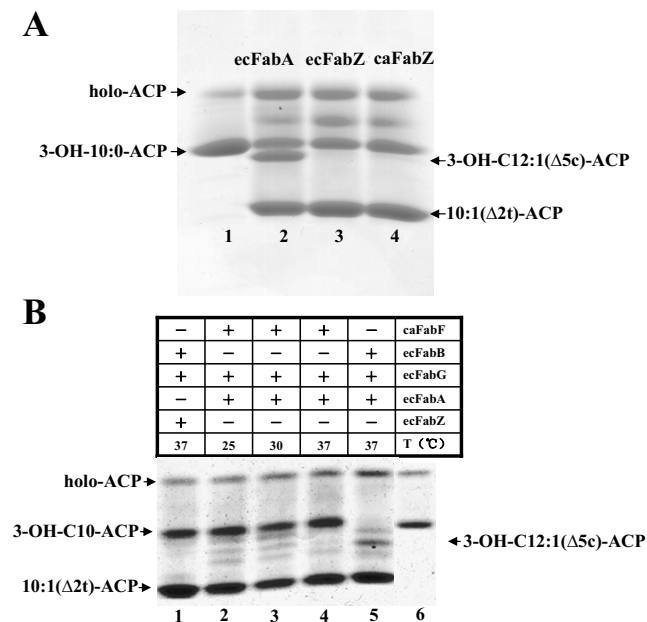 A
ecFabA ecFabZ caFabZ
holo-ACP
3-OH-10:0-ACP
3-OH-C12:1(Δ5c)-ACP
10:1(Δ2t)-ACP
1 2 3 4
B
− + + + − caFabF
+ − − − + ecFabB
+ + + + + ecFabG
− + + + + ecFabA
+ − − − − ecFabZ
37 25 30 37 37 T (℃)
holo-ACP
3-OH-C10-ACP
3-OH-C12:1(Δ5c)-ACP
10:1(Δ2t)-ACP
1 2 3 4 5 6